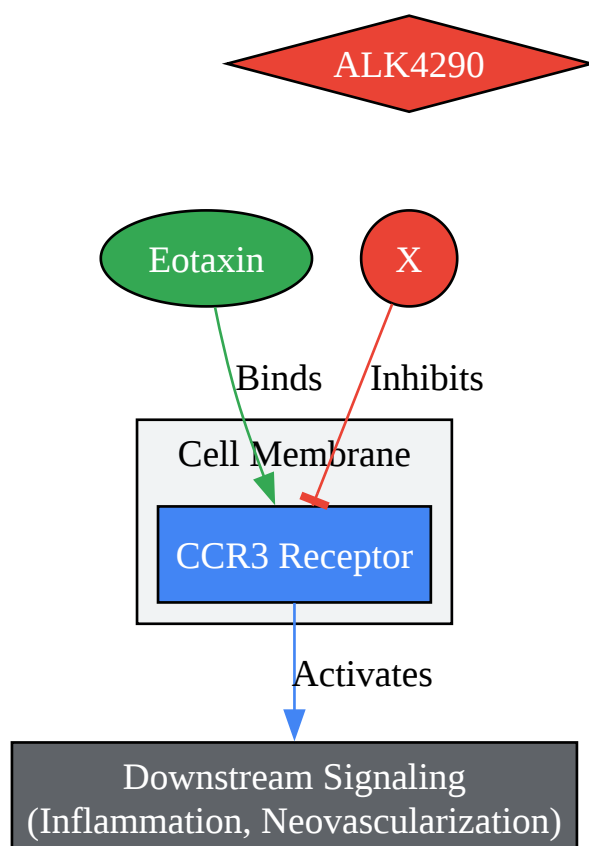 ALK4290
Eotaxin
X
Binds
Inhibits
Cell Membrane
CCR3 Receptor
Activates
Downstream Signaling
(Inflammation, Neovascularization)